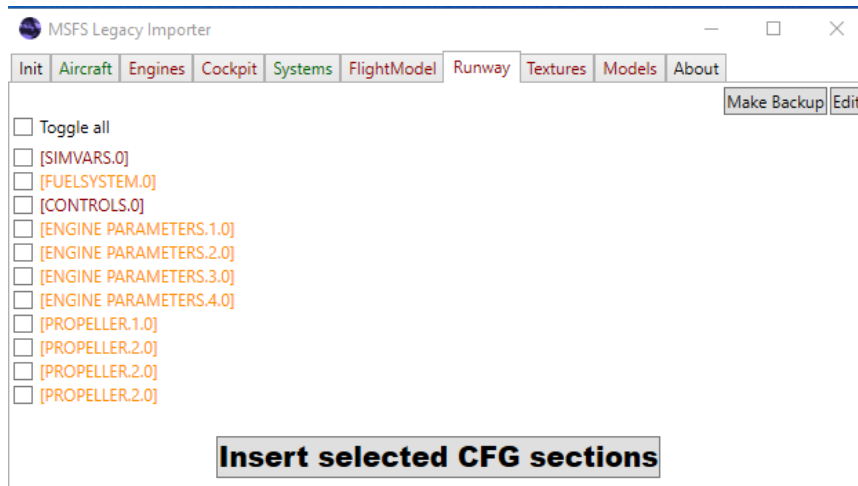 MSFS Legacy Importer
Init Aircraft Engines Cockpit Systems FlightModel Runway Textures Models About
Make Backup Edit
Toggle all
[SIMVARS.0]
[FUELSYSTEM.0]
[CONTROLS.0]
[ENGINE PARAMETERS.1.0]
[ENGINE PARAMETERS.2.0]
[ENGINE PARAMETERS.3.0]
[ENGINE PARAMETERS.4.0]
[PROPELLER.1.0]
[PROPELLER.2.0]
[PROPELLER.2.0]
[PROPELLER.2.0]
Insert selected CFG sections